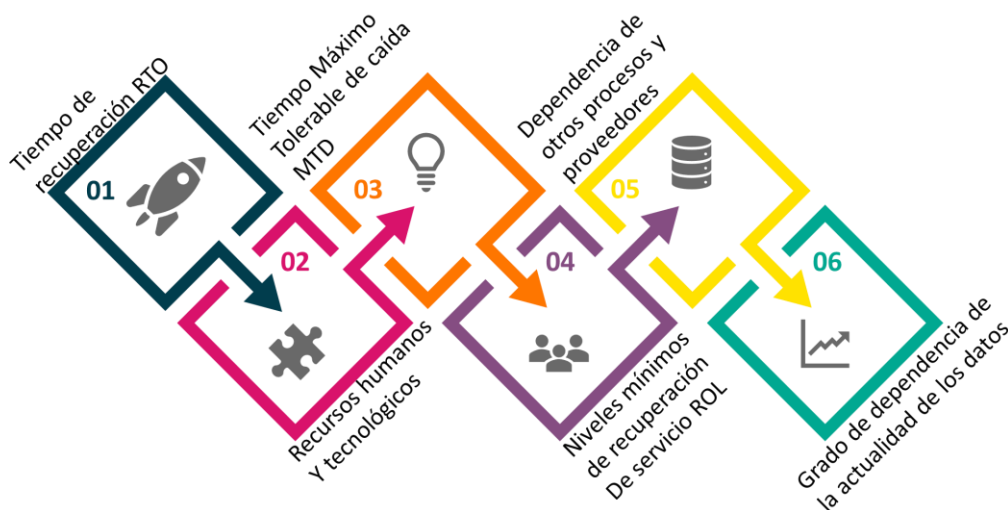 01
Tiempo de
recuperación RTO
02
Recursos humanos
Y tecnológicos
03
Tiempo Máximo
Tolerable de caída
MTD
04
Niveles mínimos
de recuperación
De servicio ROL
05
Dependencia de
otros procesos y
proveedores
06
Grado de dependencia de
la actualidad de los datos